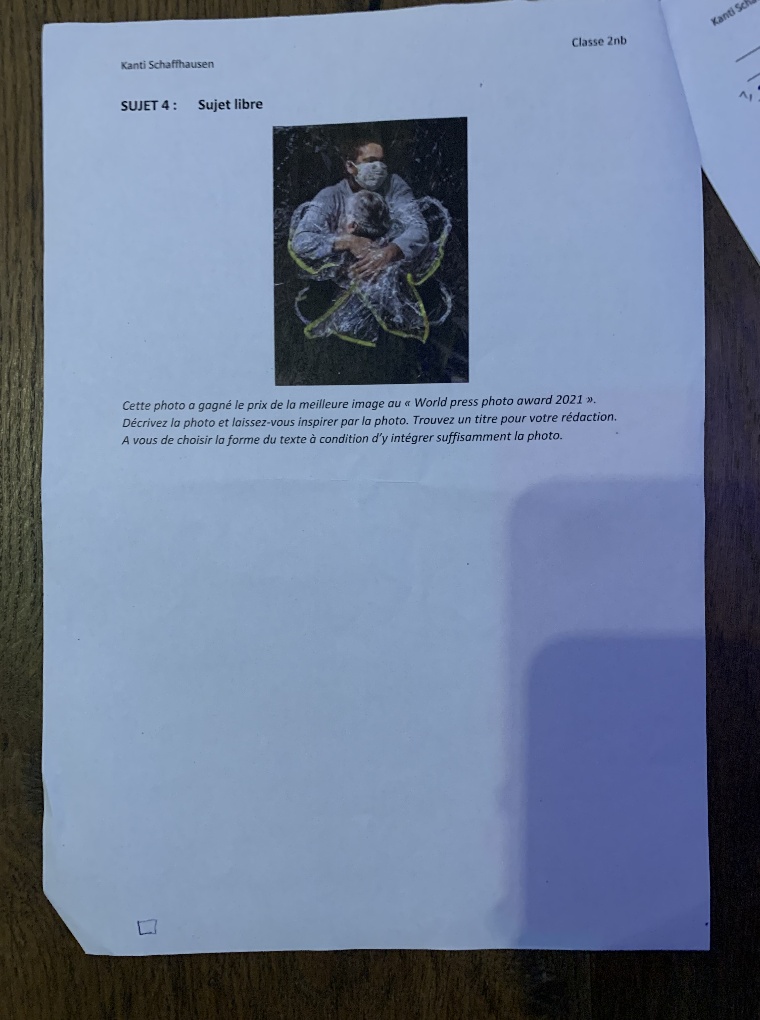 Kanti Schaffhausen
Classe 2nb
SUJET 4 : Sujet libre
Cette photo a gagné le prix de la meilleure image au « World press photo award 2021 ».
Décrivez la photo et laissez-vous inspirer par la photo. Trouvez un titre pour votre rédaction.
A vous de choisir la forme du texte à condition d'y intégrer suffisamment la photo.
Kanti